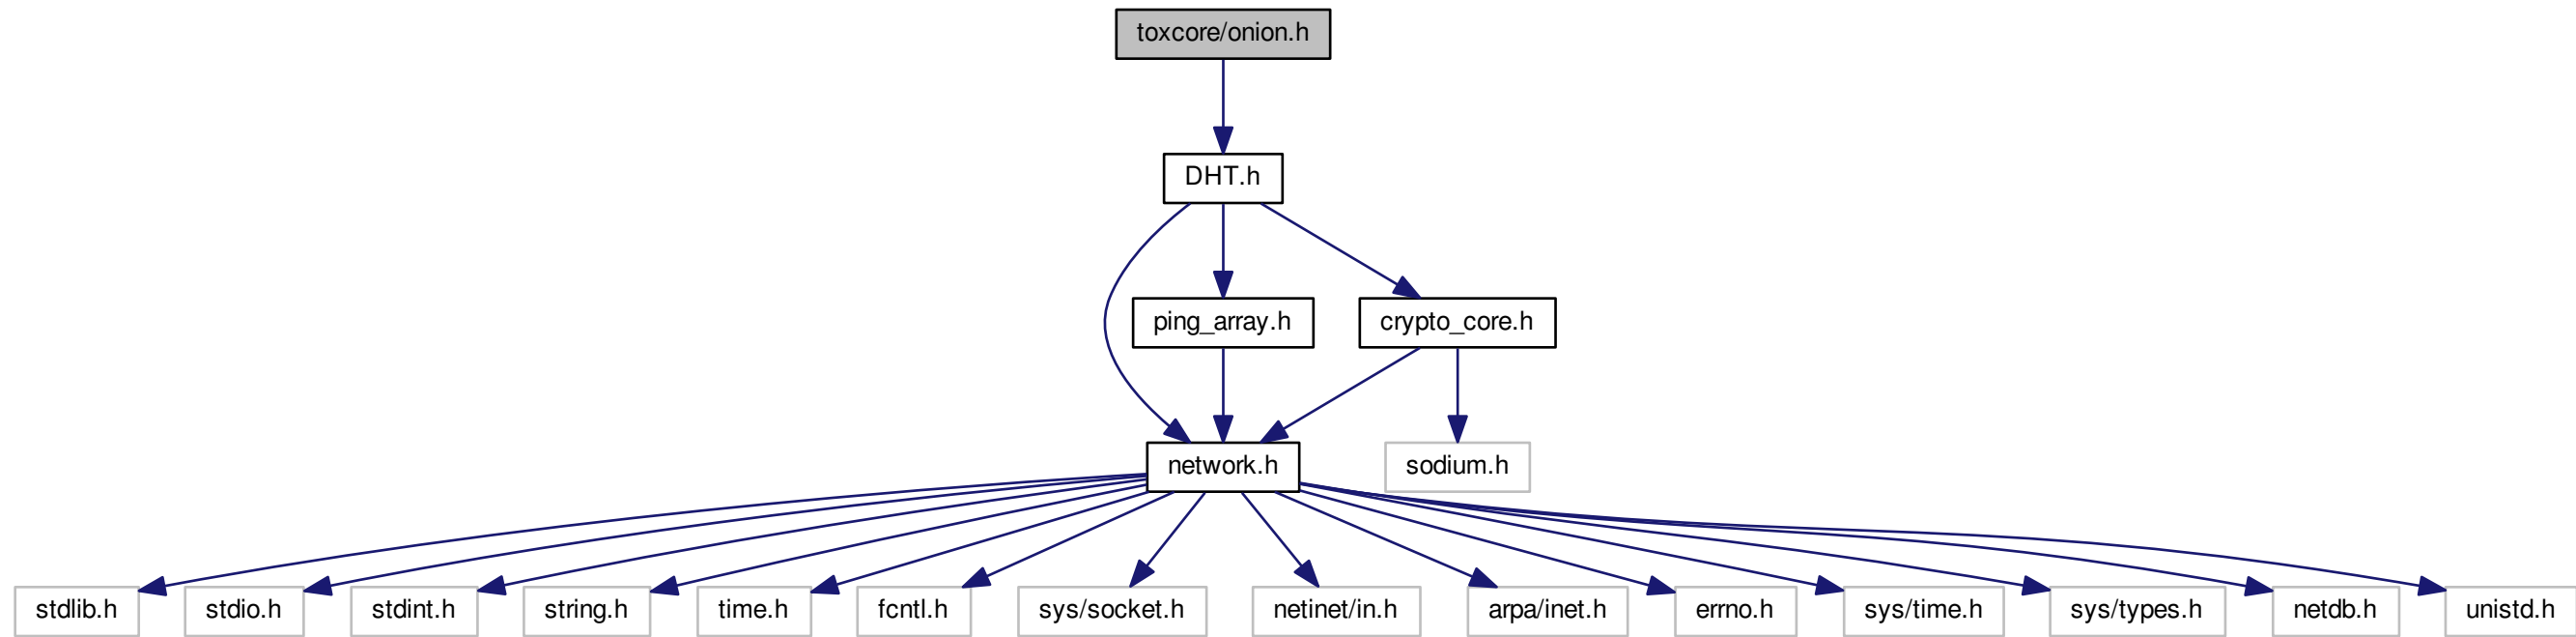 toxcore/onion.h
DHT.h
ping_array.h
crypto_core.h
network.h
sodium.h
stdlib.h
stdio.h
stdint.h
string.h
time.h
fcntl.h
sys/socket.h
netinet/in.h
arpa/inet.h
errno.h
sys/time.h
sys/types.h
netdb.h
unistd.h